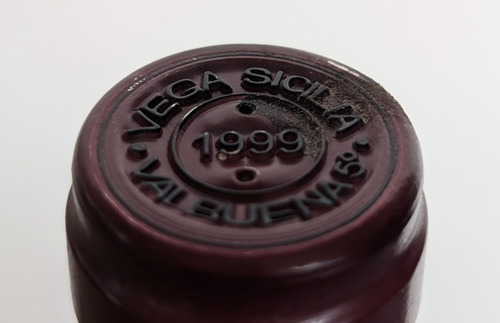 VEGA SICILIA
1999
VALBUENA 5º